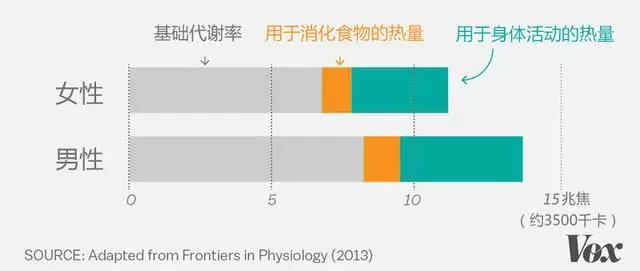 基础代谢率 用于消化食物的热量 用于身体活动的热量
女性
男性
0 5 10 15兆焦
（约3500千卡）
SOURCE: Adapted from Frontiers in Physiology (2013)
Vox